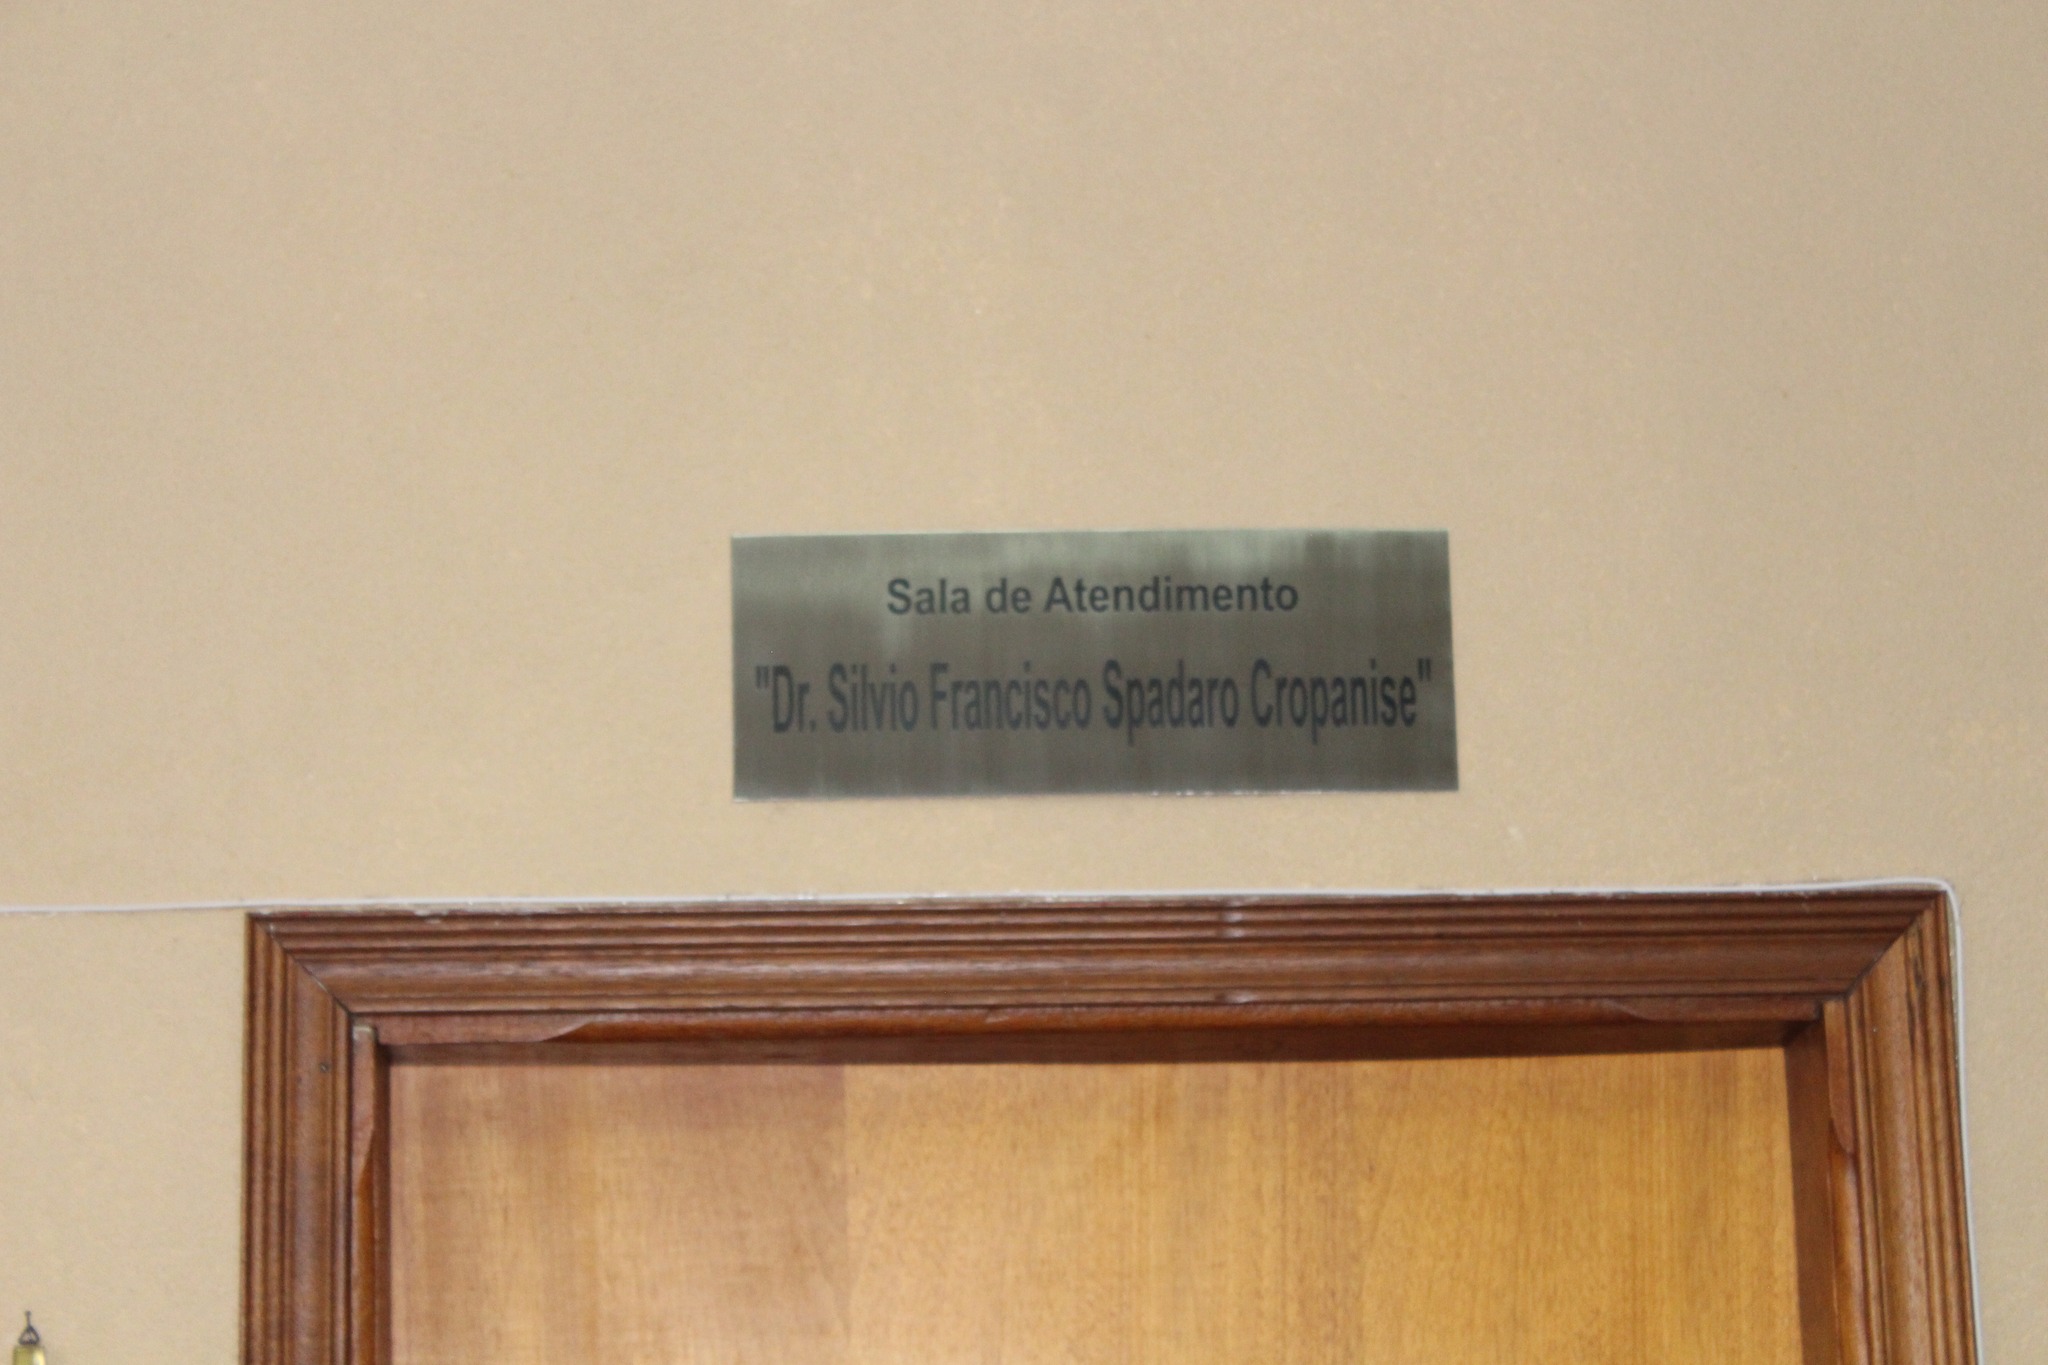 Sala de Atendimento
"Dr. Silvio Francisco Spadaro Cropanise"